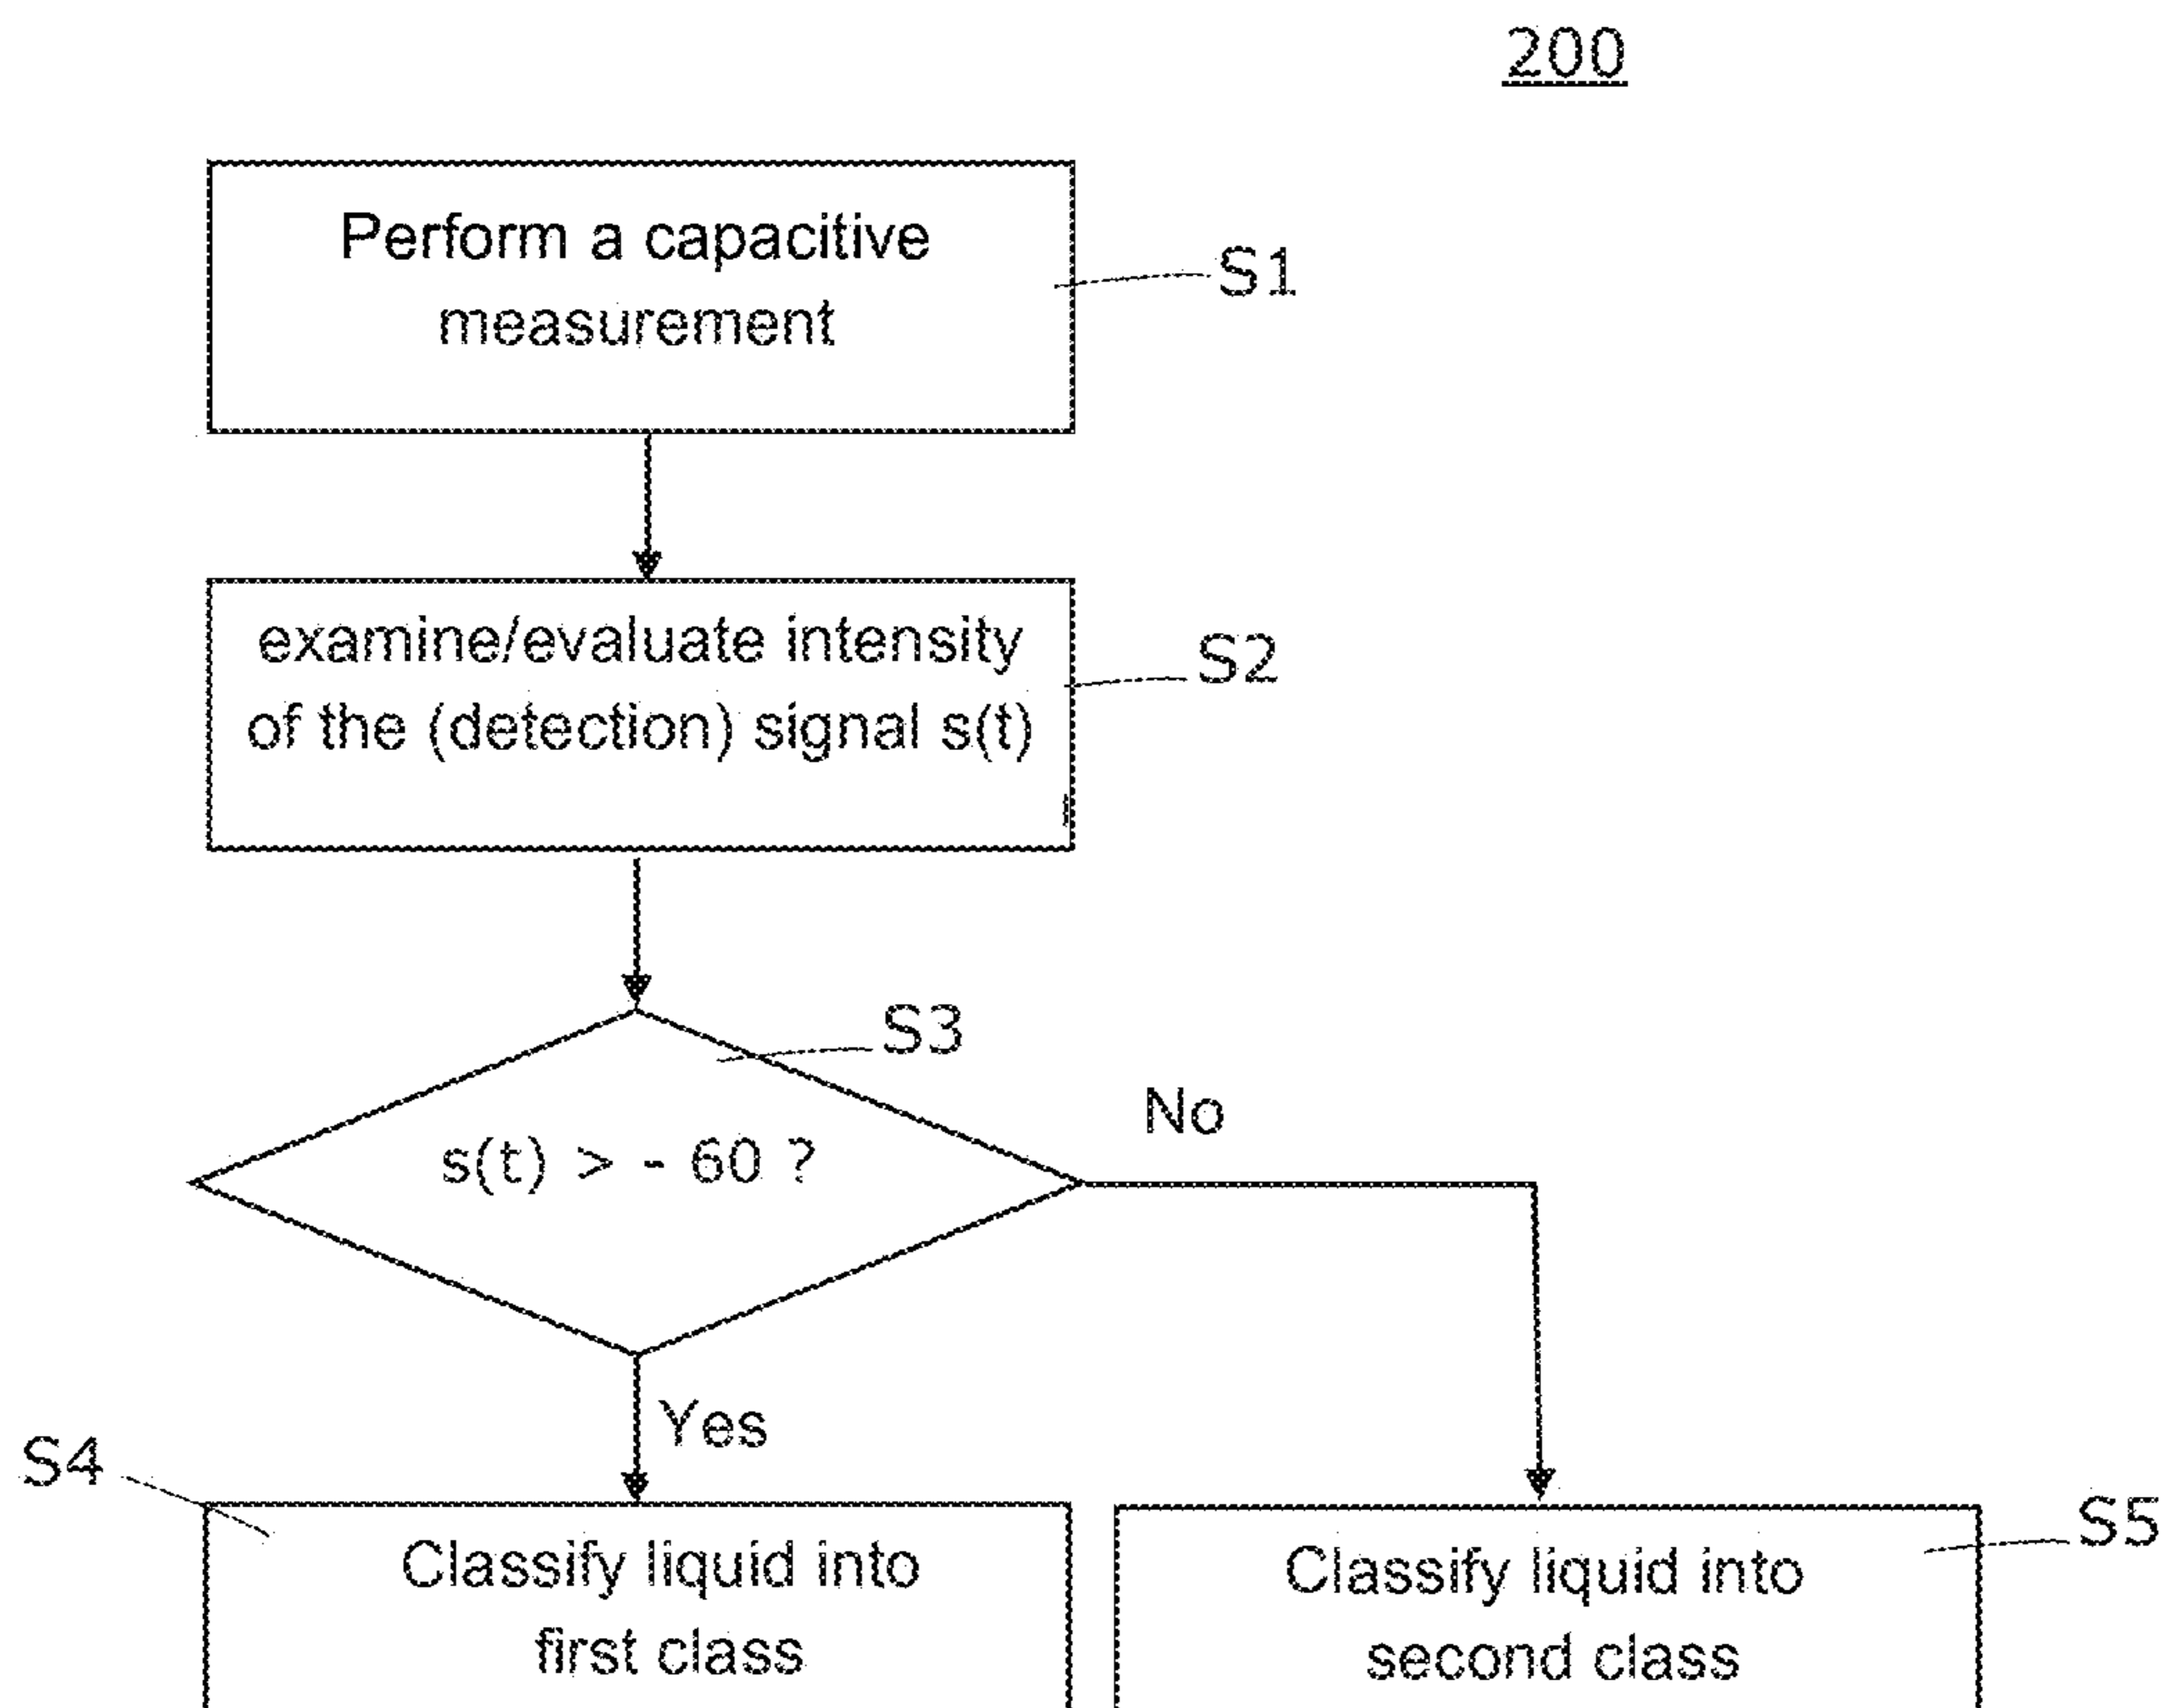 200
Perform a capacitive
measurement
S1
examine/evaluate intensity
of the (detection) signal s(t)
S2
S3
s(t) > - 60 ?
No
Yes
S4
Classify liquid into
first class
Classify liquid into
second class
S5